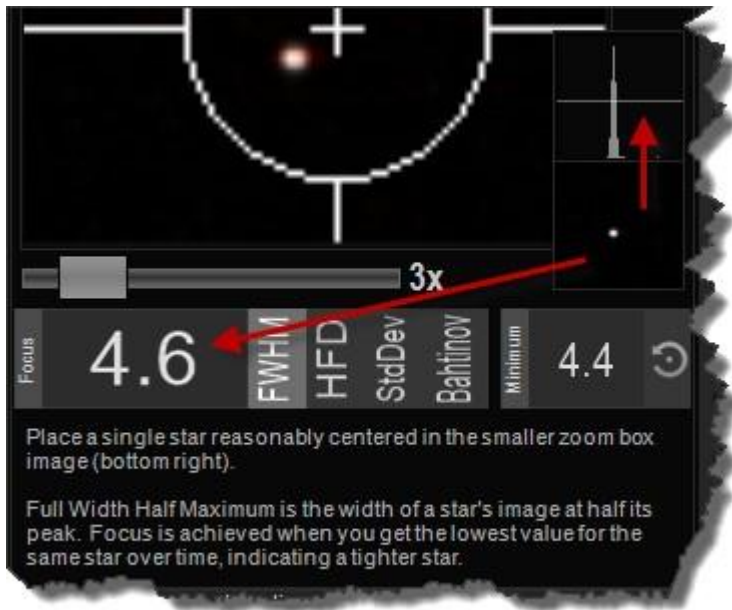 3x
Focus
4.6
FWHM
HFD
StdDev
Bahtinov
Minimum
4.4
Place a single star reasonably centered in the smaller zoom box
image (bottom right).
Full Width Half Maximum is the width of a star's image at half its
peak. Focus is achieved when you get the lowest value for the
same star over time, indicating a tighter star.